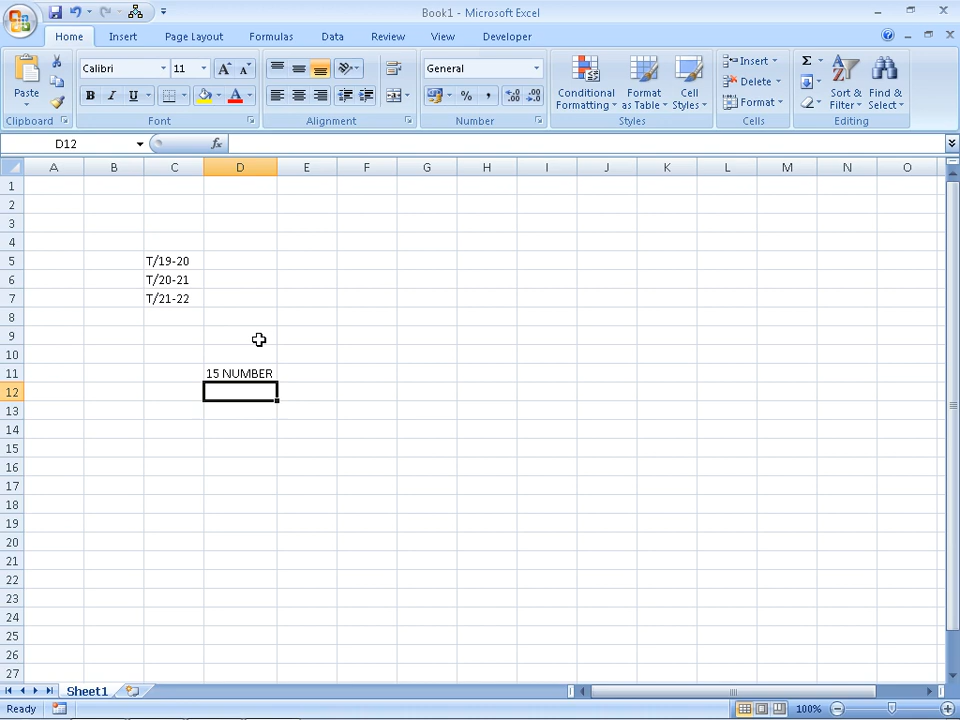 Book1 - Microsoft Excel
Home Insert Page Layout Formulas Data Review View Developer
Calibri 11 A A General Σ Insert
Paste B I U A % , .0 .00 .00 .0 Conditional Formatting Format as Table Cell Styles Delete Format Sort & Filter Find & Select
Clipboard Font Alignment Number Styles Cells Editing
D12 fx
A B C D E F G H I J K L M N O
1
2
3
4
5 T/19-20
6 T/20-21
7 T/21-22
8
9
10
11 15 NUMBER
12
13
14
15
16
17
18
19
20
21
22
23
24
25
26
27
Sheet1
Ready 100%